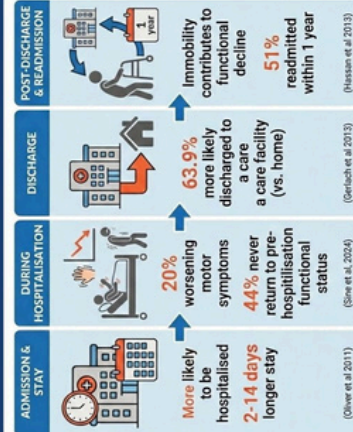 ADMISSION &
STAY
More likely
to be
hospitalised
2-14 days
longer stay
(Oliver et al 2011)
DURING
HOSPITALISATION
20%
worsening
motor
symptoms
44% never
return to pre-
hospitilisation
functional
status
(Sine et al, 2024)
DISCHARGE
63.9%
more likely
discharged to
a care
a care facility
(vs. home)
(Gerlach et al 2013)
POST-DISCHARGE
& READMISSION
1
year
Immobility
contributes to
functional
decline
51%
readmitted
within 1 year
(Hassan et al 2013)